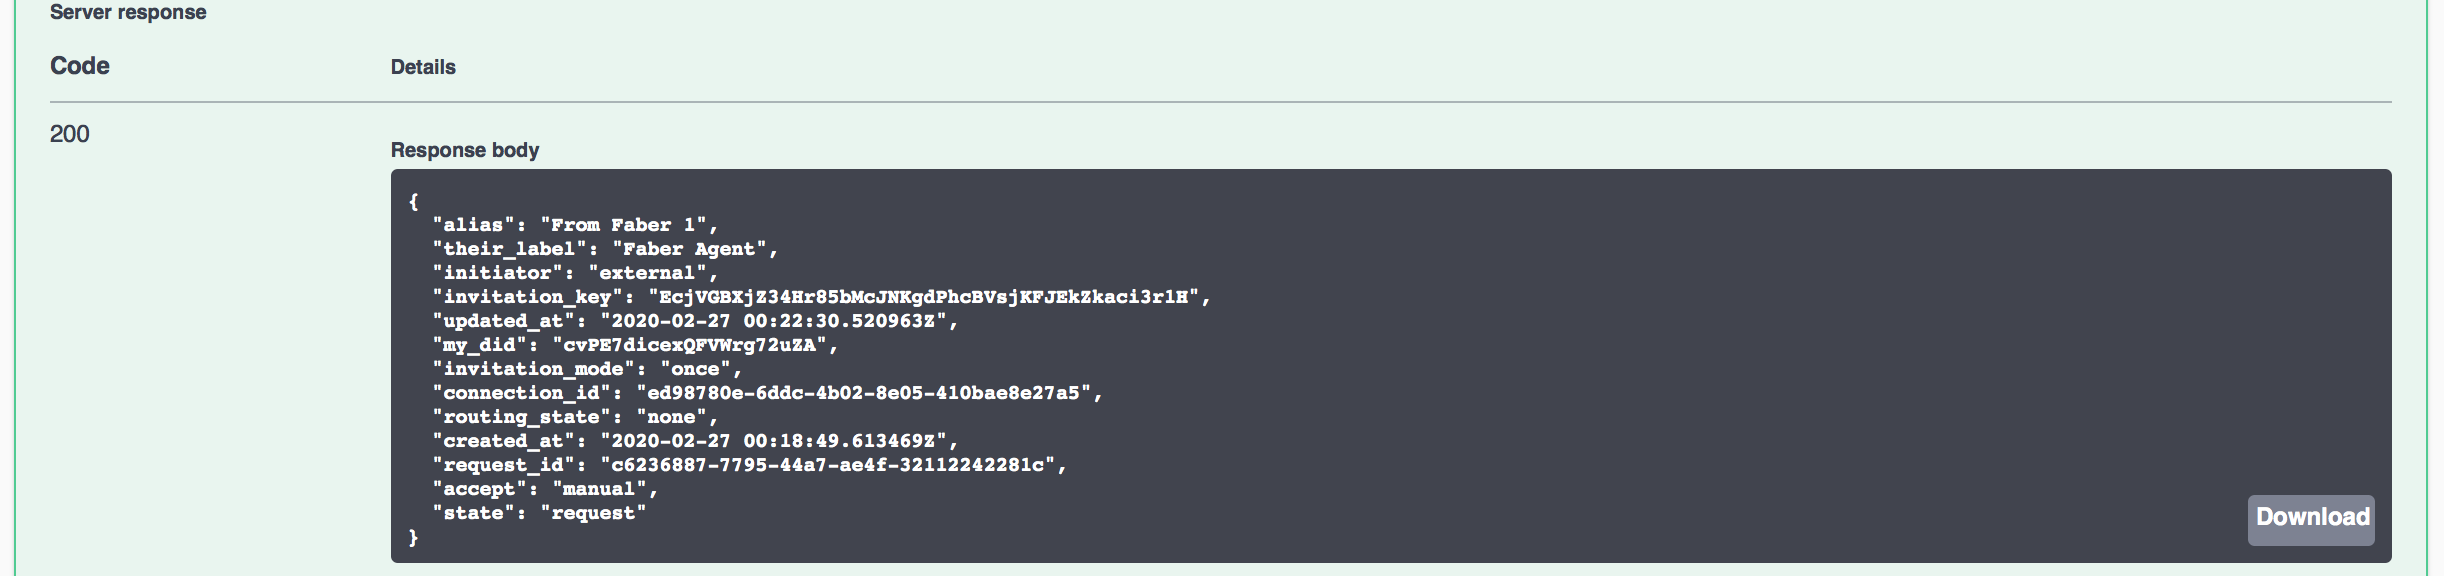 Server response
Code Details
200
Response body
{
"alias": "From Faber 1",
"their_label": "Faber Agent",
"initiator": "external",
"invitation_key": "EcjVGBXjZ34Hr85bMcJNKgdPhcBVsjKFJEkZkaci3r1H",
"updated_at": "2020-02-27 00:22:30.520963Z",
"my_did": "cvPE7dicexQFVWrg72uZA",
"invitation_mode": "once",
"connection_id": "ed98780e-6ddc-4b02-8e05-410bae8e27a5",
"routing_state": "none",
"created_at": "2020-02-27 00:18:49.613469Z",
"request_id": "c6236887-7795-44a7-ae4f-32112242281c",
"accept": "manual",
"state": "request"
}
Download